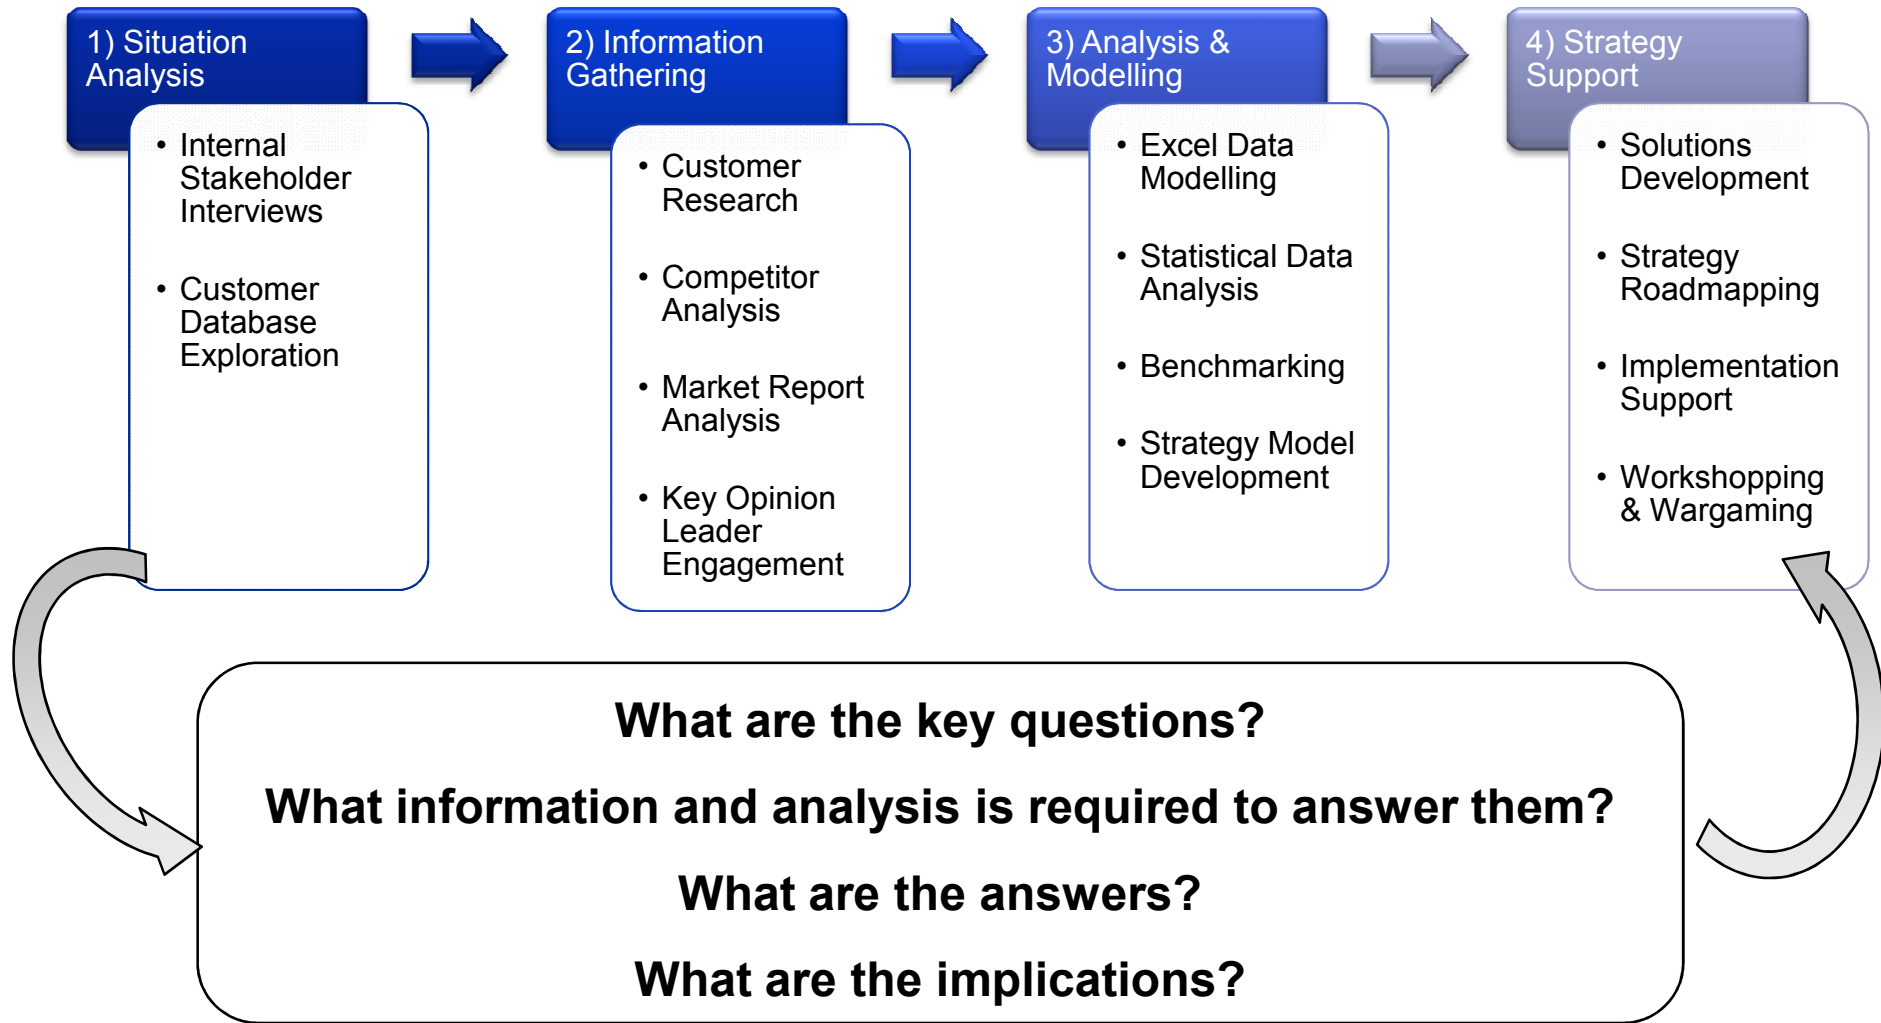 1) Situation
Analysis
• Internal
Stakeholder
Interviews
• Customer
Database
Exploration
2) Information
Gathering
• Customer
Research
• Competitor
Analysis
• Market Report
Analysis
• Key Opinion
Leader
Engagement
3) Analysis &
Modelling
• Excel Data
Modelling
• Statistical Data
Analysis
• Benchmarking
• Strategy Model
Development
4) Strategy
Support
• Solutions
Development
• Strategy
Roadmapping
• Implementation
Support
• Workshopping
& Wargaming
What are the key questions?
What information and analysis is required to answer them?
What are the answers?
What are the implications?